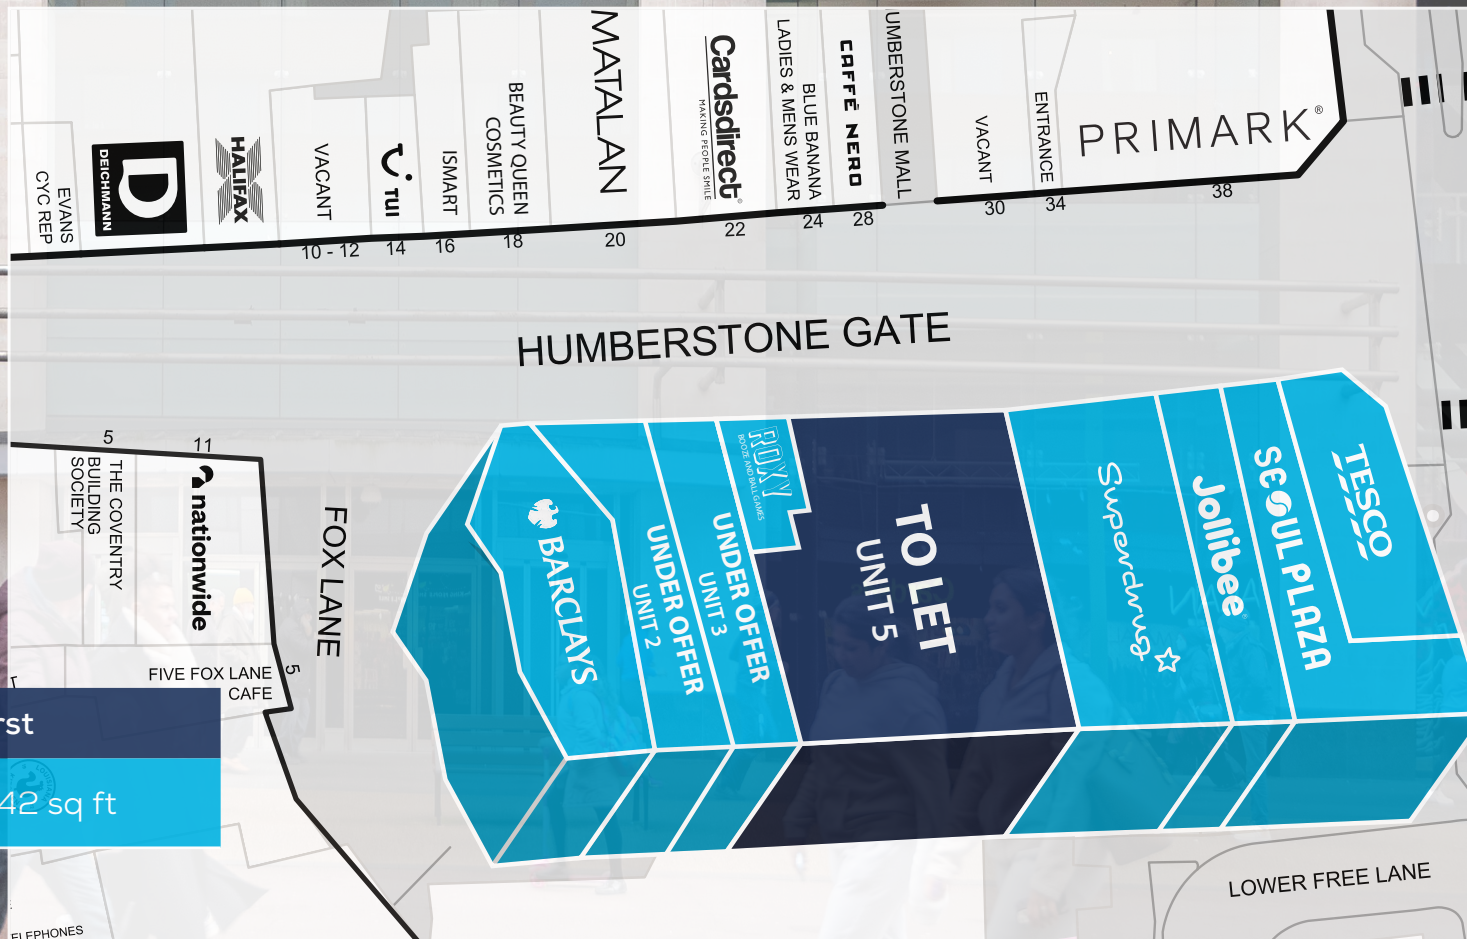 EVANS
CYC REP
DEICHMANN
HALIFAX
VACANT
10 - 12
TUI
14
ISMART
16
BEAUTY QUEEN
COSMETICS
18
MATALAN
20
Cardsdirect
MAKING PEOPLE SMILE
22
LADIES & MENS WEAR
BLUE BANANA
24
CAFFÈ NERO
28
UMBERSTONE MALL
VACANT
30
ENTRANCE
34
PRIMARK®
38
HUMBERSTONE GATE
5
11
THE COVENTRY
BUILDING
SOCIETY
nationwide
FOX LANE
FIVE FOX LANE
CAFE
5
rst
42 sq ft
ELEPHONES
BARCLAYS
UNDER OFFER
UNIT 2
UNDER OFFER
UNIT 3
ROXY
BOOZE AND BALL GAMES
TO LET
UNIT 5
Superdrug
Jollibee
SEOUL PLAZA
TESCO
LOWER FREE LANE